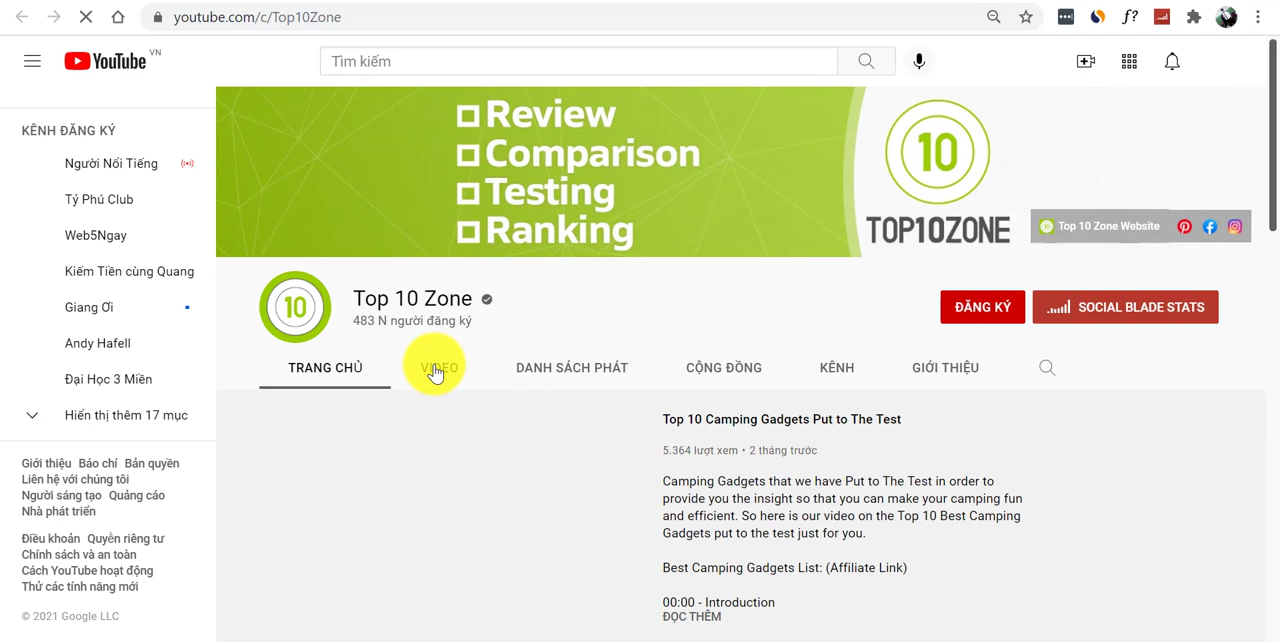 youtube.com/c/Top10Zone
f?
YouTube VN
Tìm kiếm
KÊNH ĐĂNG KÝ
Người Nổi Tiếng
Tỷ Phú Club
Web5Ngay
Kiếm Tiền cùng Quang
Giang Ơi
Andy Hafell
Đại Học 3 Miền
Hiển thị thêm 17 mục
Giới thiệu Báo chí Bản quyền
Liên hệ với chúng tôi
Người sáng tạo Quảng cáo
Nhà phát triển
Điều khoản Quyền riêng tư
Chính sách và an toàn
Cách YouTube hoạt động
Thử các tính năng mới
© 2021 Google LLC
Review
Comparison
Testing
Ranking
10
TOP10ZONE
Top 10 Zone Website
10
Top 10 Zone
483 N người đăng ký
ĐĂNG KÝ
SOCIAL BLADE STATS
TRANG CHỦ
VIDEO
DANH SÁCH PHÁT
CỘNG ĐỒNG
KÊNH
GIỚI THIỆU
Top 10 Camping Gadgets Put to The Test
5.364 lượt xem • 2 tháng trước
Camping Gadgets that we have Put to The Test in order to
provide you the insight so that you can make your camping fun
and efficient. So here is our video on the Top 10 Best Camping
Gadgets put to the test just for you.
Best Camping Gadgets List: (Affiliate Link)
00:00 - Introduction
ĐỌC THÊM